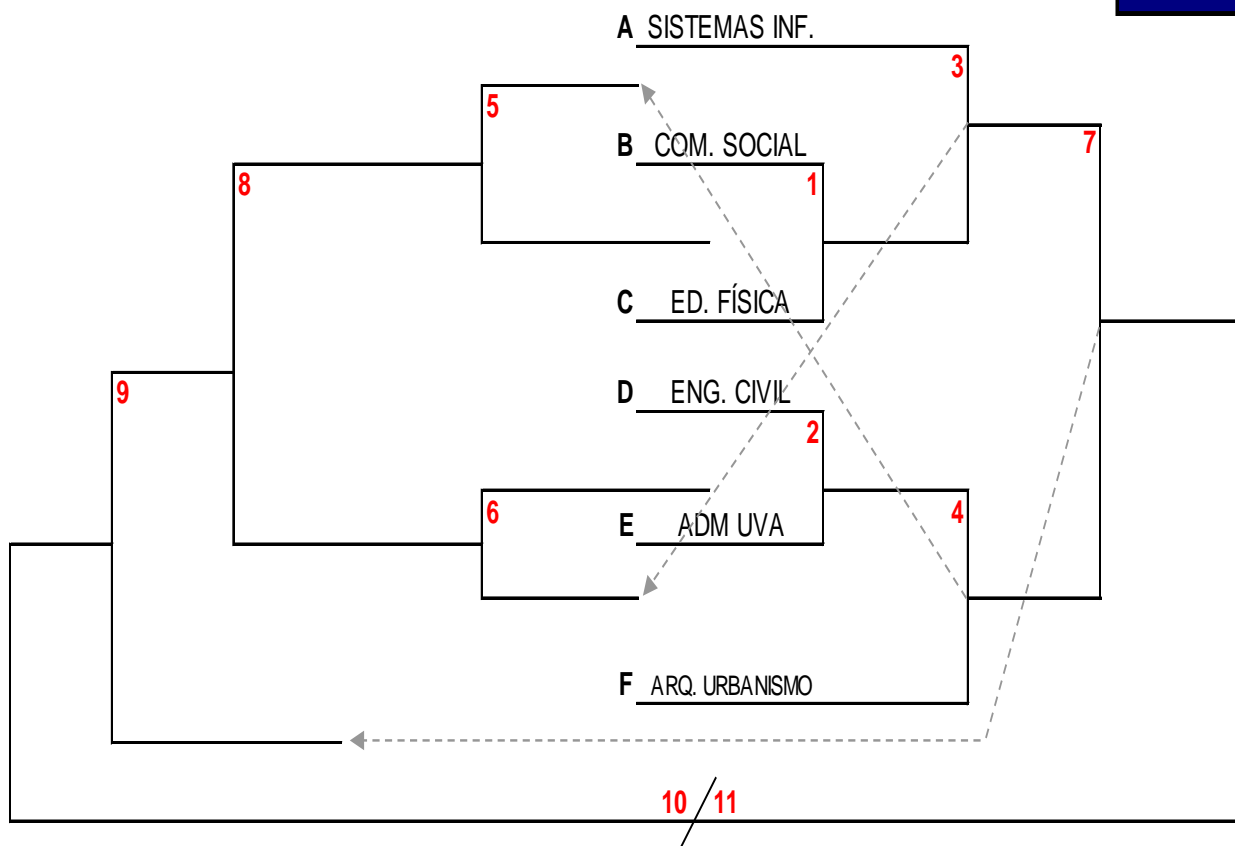 A SISTEMAS INF.
3
5
B COM. SOCIAL
7
8
1
C ED. FÍSICA
9
D ENG. CIVIL
2
6
4
E ADM UVA
F ARQ. URBANISMO
10 / 11